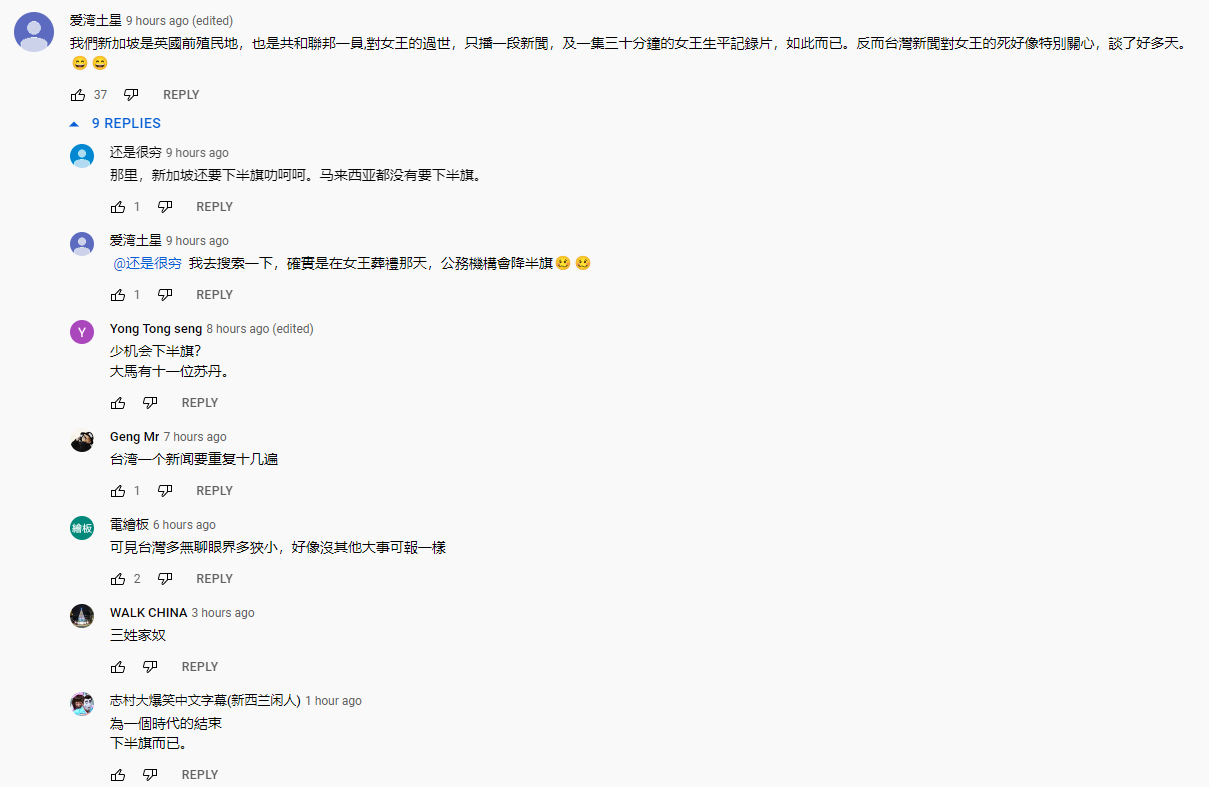 爱湾土星 9 hours ago (edited)
我們新加坡是英國前殖民地，也是共和聯邦一員,對女王的過世，只播一段新聞，及一集三十分鐘的女王生平記錄片，如此而已。反而台灣新聞對女王的死好像特別關心，談了好多天。
😄 😄
37 REPLY
9 REPLIES
还是很穷 9 hours ago
那里，新加坡还要下半旗叻呵呵。马来西亚都没有要下半旗。
1 REPLY
爱湾土星 9 hours ago
@还是很穷 我去搜索一下，確實是在女王葬禮那天，公務機構會降半旗🥴 🥴
1 REPLY
Y
Yong Tong seng 8 hours ago (edited)
少机会下半旗?
大馬有十一位苏丹。
REPLY
Geng Mr 7 hours ago
台湾一个新闻要重复十几遍
1 REPLY
繪板
電繪板 6 hours ago
可見台灣多無聊眼界多狹小，好像沒其他大事可報一樣
2 REPLY
WALK CHINA 3 hours ago
三姓家奴
REPLY
志村大爆笑中文字幕(新西兰闲人) 1 hour ago
為一個時代的結束
下半旗而已。
REPLY